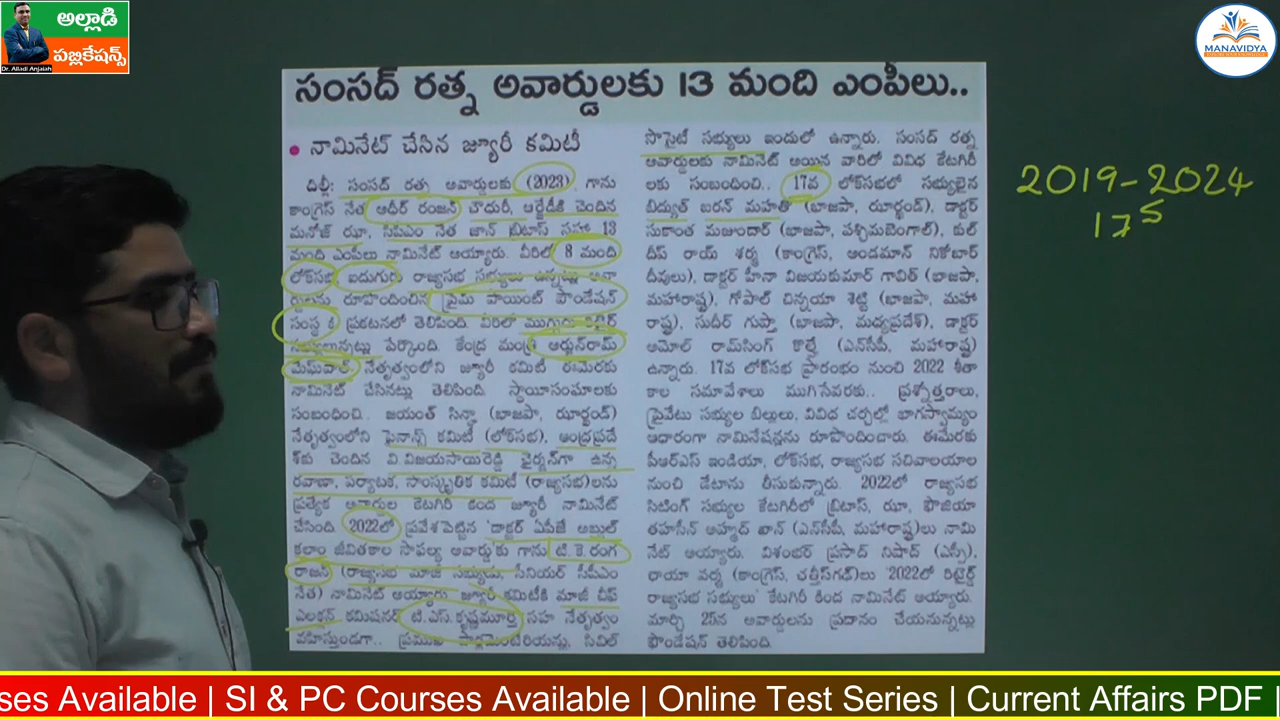 అల్లాడి
పబ్లికేషన్స్
Dr. Alladi Anjaiah
MANAVIDYA
సంసద్ రత్న అవార్డులకు 13 మంది ఎంపీలు..
నామినేట్ చేసిన జ్యూరీ కమిటీ
ఢిల్లీ: సంసద్ రత్న అవార్డులకు (2023) గాను
కాంగ్రెస్ నేత ఆధీర్ రంజన్ చౌధురీ, ఆర్జేడీకి చెందిన
మనోజ్ ఝా, సీపీఎం నేత జాన్ బ్రిటాస్ సహా 13
మంది ఎంపీలు నామినేట్ అయ్యారు. వీరిలో 8 మంది
లోక్‌సభ, ఐదుగురు రాజ్యసభ సభ్యులు ఉన్నట్లు అవా
ర్డులను రూపొందించిన ప్రైమ్ పాయింట్ ఫౌండేషన్
సంస్థ ఓ ప్రకటనలో తెలిపింది. వీరిలో ముగ్గురు రిటైర్డ్
సభ్యులున్నట్లు పేర్కొంది. కేంద్ర మంత్రి అర్జున్‌రామ్
మేఘ్‌వాల్ నేతృత్వంలోని జ్యూరీ కమిటీ ఈమేరకు
నామినేట్ చేసినట్లు తెలిపింది. స్థాయీసంఘాలకు
సంబంధించి.. జయంత్ సిన్హా (బాజపా, ఝార్ఖండ్)
నేతృత్వంలోని ఫైనాన్స్ కమిటీ (లోక్‌సభ), ఆంధ్రప్రదే
శ్‌కు చెందిన వి.విజయసాయిరెడ్డి ఛైర్మన్‌గా ఉన్న
రవాణా, పర్యాటక, సాంస్కృతిక కమిటీ (రాజ్యసభ)లను
ప్రత్యేక అవార్డుల కేటగిరీ కింద జ్యూరీ నామినేట్
చేసింది. 2022లో ప్రవేశపెట్టిన 'డాక్టర్ ఏపీజే అబ్దుల్
కలాం జీవితకాల సాఫల్య అవార్డు'కు గాను టి.కె.రంగ
రాజన్ (రాజ్యసభ మాజీ సభ్యుడు, సీనియర్ సీపీఎం
నేత) నామినేట్ అయ్యారు. జ్యూరీ కమిటీకి మాజీ చీఫ్
ఎలక్షన్ కమిషనర్ టి.ఎస్.కృష్ణమూర్తి సహ నేతృత్వం
వహిస్తుండగా.. ప్రముఖ పార్లమెంటేరియన్లు, సివిల్
సొసైటీ సభ్యులు ఇందులో ఉన్నారు. సంసద్ రత్న
అవార్డులకు నామినేట్ అయిన వారిలో వివిధ కేటగిరీ
లకు సంబంధించి.. 17వ లోక్‌సభలో సభ్యులైన
బిద్యుత్ బరన్ మహతో (బాజపా, ఝార్ఖండ్), డాక్టర్
సుకాంత మజుందార్ (బాజపా, పశ్చిమబెంగాల్), కుల్
దీప్ రాయ్ శర్మ (కాంగ్రెస్, అండమాన్ నికోబార్
దీవులు), డాక్టర్ హీనా విజయకుమార్ గావిత్ (బాజపా,
మహారాష్ట్ర), గోపాల్ చిన్నయా శెట్టి (బాజపా, మహా
రాష్ట్ర), సుదీర్ గుప్తా (బాజపా, మధ్యప్రదేశ్), డాక్టర్
అమోల్ రామ్‌సింగ్ కొల్హే (ఎన్‌సీపీ, మహారాష్ట్ర)
ఉన్నారు. 17వ లోక్‌సభ ప్రారంభం నుంచి 2022 శీతా
కాల సమావేశాలు ముగిసేవరకు.. ప్రశ్నోత్తరాలు,
ప్రైవేటు సభ్యుల బిల్లులు, వివిధ చర్చల్లో భాగస్వామ్యం
ఆధారంగా నామినేషన్లను రూపొందించారు. ఈమేరకు
పీఆర్ఎస్ ఇండియా, లోక్‌సభ, రాజ్యసభ సచివాలయాల
నుంచి డేటాను తీసుకున్నారు. 2022లో రాజ్యసభ
సిటింగ్ సభ్యుల కేటగిరీలో బ్రిటాస్, ఝా, ఫౌజియా
తహసీన్ అహ్మద్ ఖాన్ (ఎన్‌సీపీ, మహారాష్ట్ర)లు నామి
నేట్ అయ్యారు. విశంభర్ ప్రసాద్ నిషాద్ (ఎస్పీ),
ఛాయా వర్మ (కాంగ్రెస్, ఛత్తీస్‌గఢ్)లు '2022లో రిటైర్డ్
రాజ్యసభ సభ్యులు' కేటగిరీ కింద నామినేట్ అయ్యారు.
మార్చి 25న అవార్డులను ప్రదానం చేయనున్నట్లు
ఫౌండేషన్ తెలిపింది.
2019-2024
17 S
ses Available | SI & PC Courses Available | Online Test Series | Current Affairs PDF |